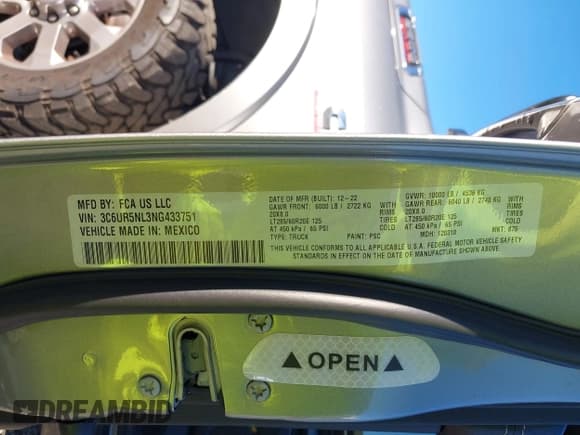 MFD BY: FCA US LLC
VIN: 3C6UR5NL3NG433751
VEHICLE MADE IN: MEXICO
DATE OF MFR (BUILT): 12-22
GAWR FRONT: 6000 LB / 2722 KG
20X8.0
LT285/60R20E 125
AT 450 kPa / 65 PSI
TYPE: TRUCK
PAINT: PSC
RIMS
TIRES
COLD
GVWR: 10000 LB / 4536 KG
GAWR REAR: 6040 LB / 2740 KG
20X8.0
LT285/60R20E 125
AT 450 kPa / 65 PSI
MDH: 120318
RIMS
TIRES
COLD
MKT: 870
THIS VEHICLE CONFORMS TO ALL APPLICABLE U.S.A. FEDERAL MOTOR VEHICLE SAFETY
STANDARDS IN EFFECT ON THE DATE OF MANUFACTURE SHOWN ABOVE.
▲ OPEN ▲
DREAMBID